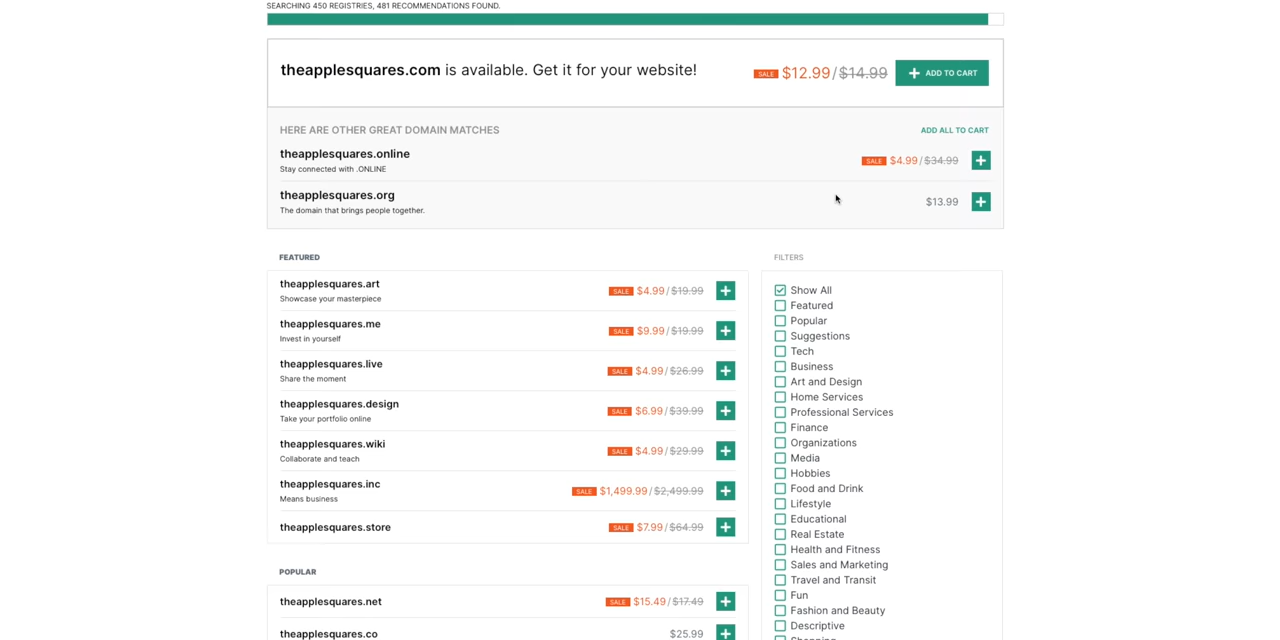 SEARCHING 450 REGISTRIES, 481 RECOMMENDATIONS FOUND.
theapplesquares.com is available. Get it for your website!
SALE $12.99/$14.99
ADD TO CART
HERE ARE OTHER GREAT DOMAIN MATCHES
ADD ALL TO CART
theapplesquares.online
Stay connected with .ONLINE
SALE $4.99/$34.99
theapplesquares.org
The domain that brings people together.
$13.99
FEATURED
theapplesquares.art
Showcase your masterpiece
SALE $4.99/$19.99
theapplesquares.me
Invest in yourself
SALE $9.99/$19.99
theapplesquares.live
Share the moment
SALE $4.99/$26.99
theapplesquares.design
Take your portfolio online
SALE $6.99/$39.99
theapplesquares.wiki
Collaborate and teach
SALE $4.99/$29.99
theapplesquares.inc
Means business
SALE $1,499.99/$2,499.99
theapplesquares.store
SALE $7.99/$64.99
POPULAR
theapplesquares.net
SALE $15.49/$17.49
theapplesquares.co
$25.99
FILTERS
Show All
Featured
Popular
Suggestions
Tech
Business
Art and Design
Home Services
Professional Services
Finance
Organizations
Media
Hobbies
Food and Drink
Lifestyle
Educational
Real Estate
Health and Fitness
Sales and Marketing
Travel and Transit
Fun
Fashion and Beauty
Descriptive